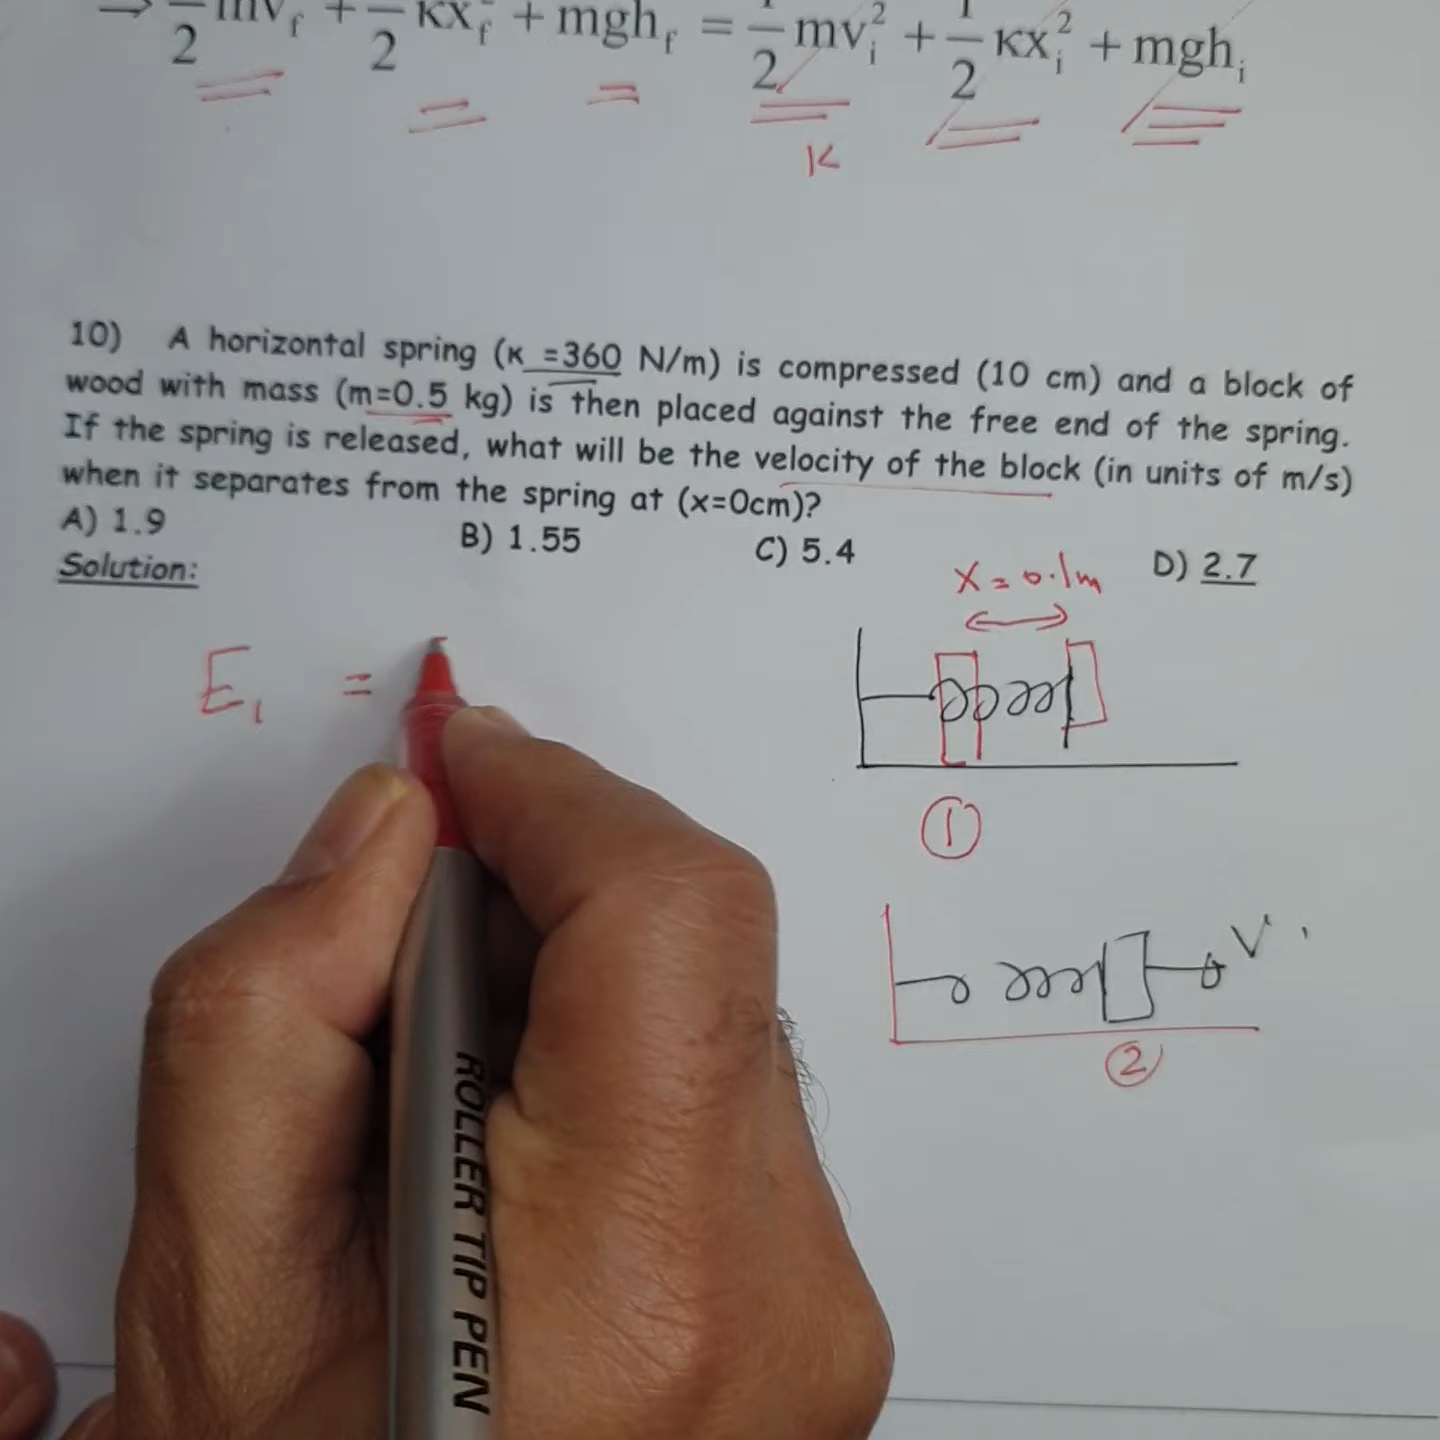 → 1/2 mv_f + 1/2 κx_f² + mgh_f = 1/2 mv_i² + 1/2 κx_i² + mgh_i
K
10) A horizontal spring (κ =360 N/m) is compressed (10 cm) and a block of
wood with mass (m=0.5 kg) is then placed against the free end of the spring.
If the spring is released, what will be the velocity of the block (in units of m/s)
when it separates from the spring at (x=0cm)?
A) 1.9 B) 1.55 C) 5.4 D) 2.7
Solution:
x = 0.1m
E₁ =
①
V
②
ROLLER TIP PEN